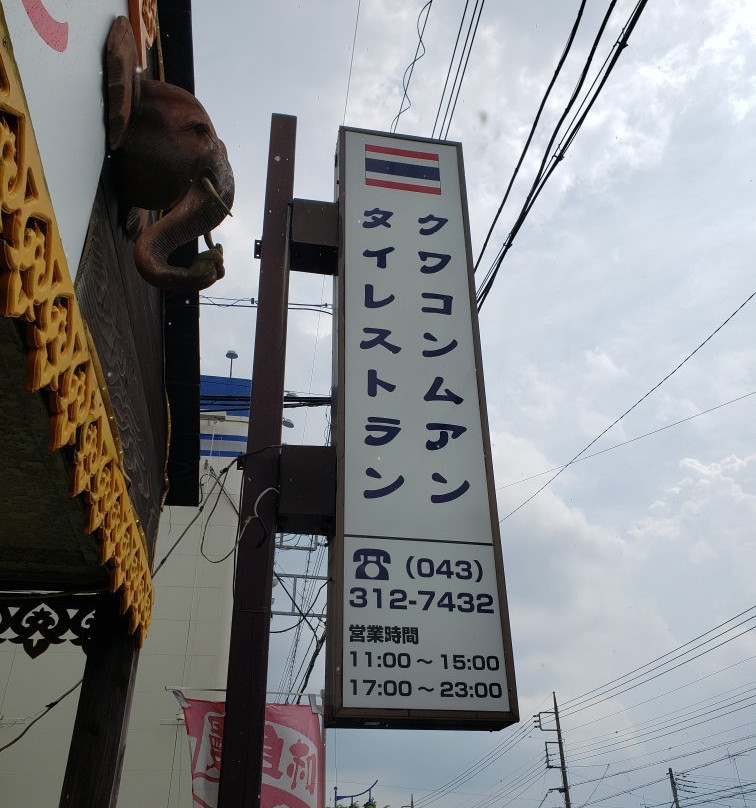 クワコンムアン
タイレストラン
☎ (043)
312-7432
営業時間
11:00～15:00
17:00～23:00